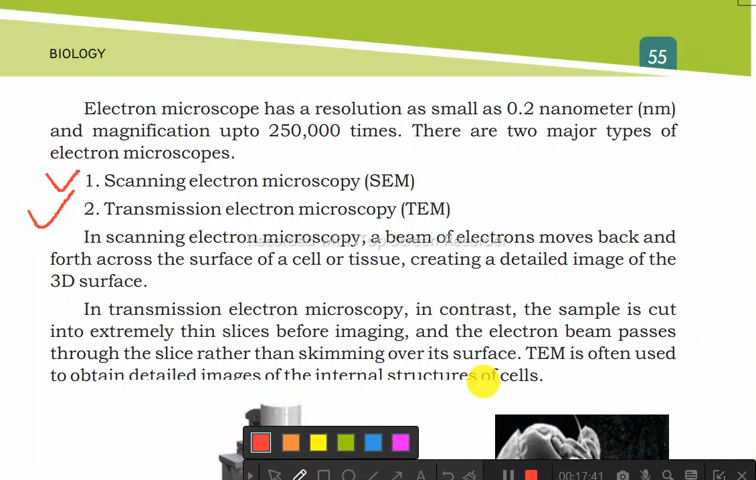 BIOLOGY
55
Electron microscope has a resolution as small as 0.2 nanometer (nm)
and magnification upto 250,000 times. There are two major types of
electron microscopes.
1. Scanning electron microscopy (SEM)
2. Transmission electron microscopy (TEM)
In scanning electron microscopy, a beam of electrons moves back and
forth across the surface of a cell or tissue, creating a detailed image of the
3D surface.
In transmission electron microscopy, in contrast, the sample is cut
into extremely thin slices before imaging, and the electron beam passes
through the slice rather than skimming over its surface. TEM is often used
to obtain detailed images of the internal structures of cells.
A
00:17:41